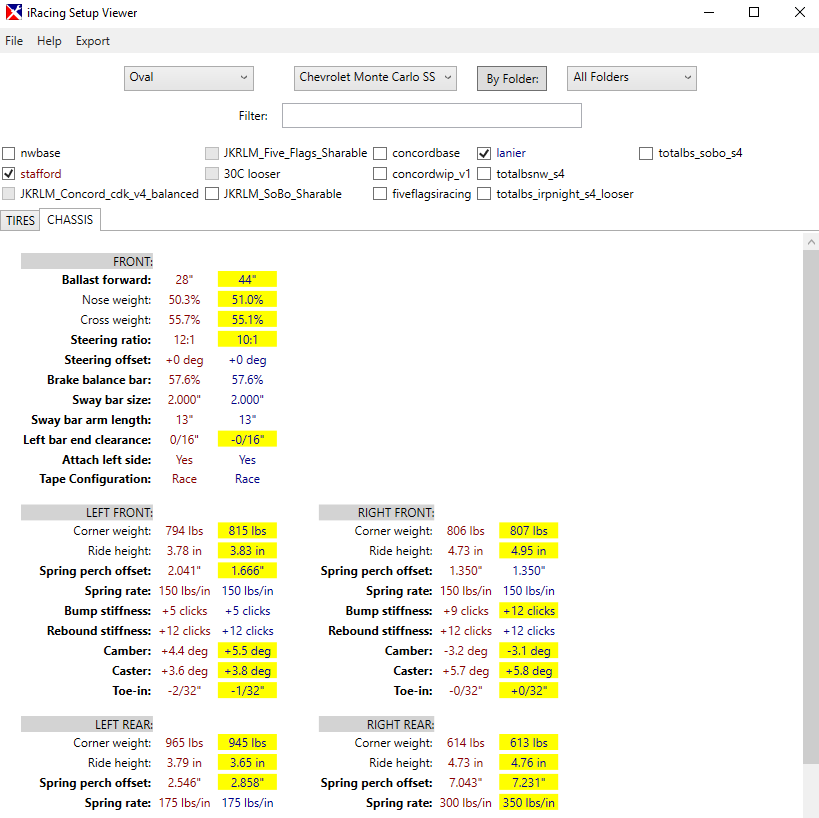 iRacing Setup Viewer
File Help Export
Oval Chevrolet Monte Carlo SS By Folder: All Folders
Filter:
nwbase JKRLM_Five_Flags_Sharable concordbase lanier totalbs_sobo_s4
stafford 30C looser concordwip_v1 totalbsnw_s4
JKRLM_Concord_cdk_v4_balanced JKRLM_SoBo_Sharable fiveflagsiracing totalbs_irpnight_s4_looser
TIRES CHASSIS
FRONT:
Ballast forward: 28" 44"
Nose weight: 50.3% 51.0%
Cross weight: 55.7% 55.1%
Steering ratio: 12:1 10:1
Steering offset: +0 deg +0 deg
Brake balance bar: 57.6% 57.6%
Sway bar size: 2.000" 2.000"
Sway bar arm length: 13" 13"
Left bar end clearance: 0/16" -0/16"
Attach left side: Yes Yes
Tape Configuration: Race Race
LEFT FRONT: RIGHT FRONT:
Corner weight: 794 lbs 815 lbs Corner weight: 806 lbs 807 lbs
Ride height: 3.78 in 3.83 in Ride height: 4.73 in 4.95 in
Spring perch offset: 2.041" 1.666" Spring perch offset: 1.350" 1.350"
Spring rate: 150 lbs/in 150 lbs/in Spring rate: 150 lbs/in 150 lbs/in
Bump stiffness: +5 clicks +5 clicks Bump stiffness: +9 clicks +12 clicks
Rebound stiffness: +12 clicks +12 clicks Rebound stiffness: +12 clicks +12 clicks
Camber: +4.4 deg +5.5 deg Camber: -3.2 deg -3.1 deg
Caster: +3.6 deg +3.8 deg Caster: +5.7 deg +5.8 deg
Toe-in: -2/32" -1/32" Toe-in: -0/32" +0/32"
LEFT REAR: RIGHT REAR:
Corner weight: 965 lbs 945 lbs Corner weight: 614 lbs 613 lbs
Ride height: 3.79 in 3.65 in Ride height: 4.73 in 4.76 in
Spring perch offset: 2.546" 2.858" Spring perch offset: 7.043" 7.231"
Spring rate: 175 lbs/in 175 lbs/in Spring rate: 300 lbs/in 350 lbs/in